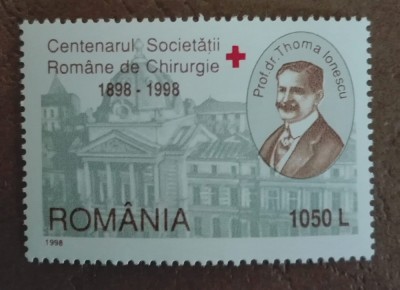 Centenarul Societății
Române de Chirurgie
1898 - 1998
Prof. dr. Thoma Ionescu
ROMÂNIA
1050 L
1998